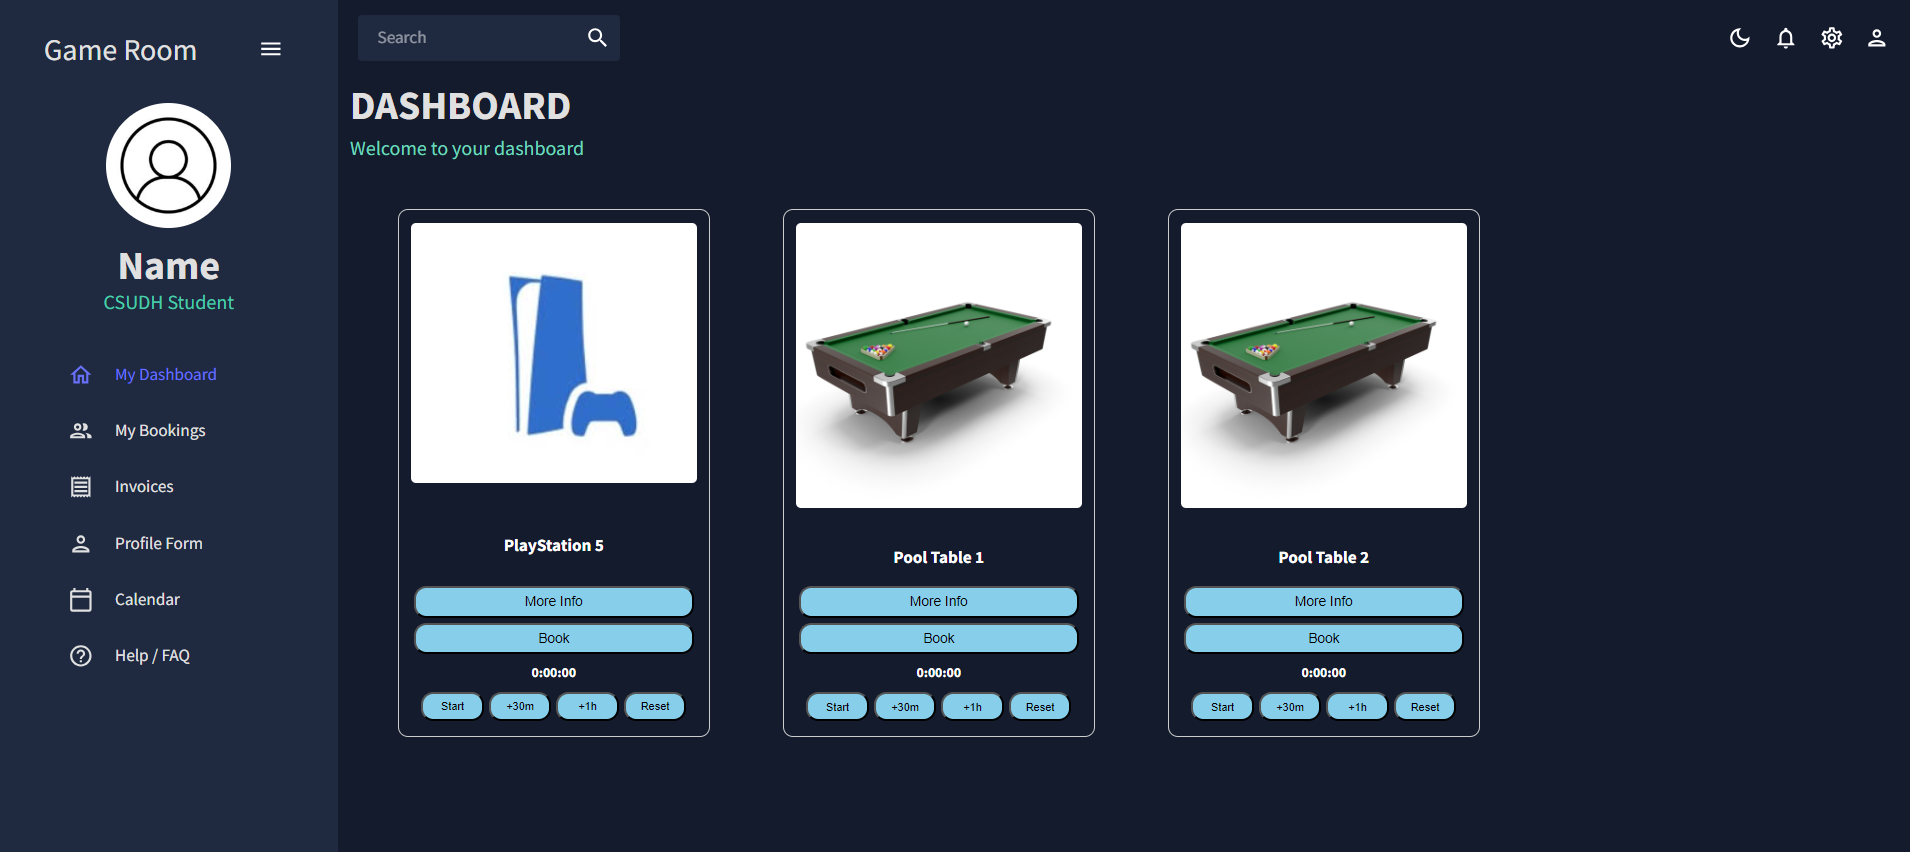 Game Room
Search
DASHBOARD
Welcome to your dashboard
Name
CSUDH Student
My Dashboard
My Bookings
Invoices
Profile Form
Calendar
Help / FAQ
PlayStation 5
More Info
Book
0:00:00
Start +30m +1h Reset
Pool Table 1
More Info
Book
0:00:00
Start +30m +1h Reset
Pool Table 2
More Info
Book
0:00:00
Start +30m +1h Reset